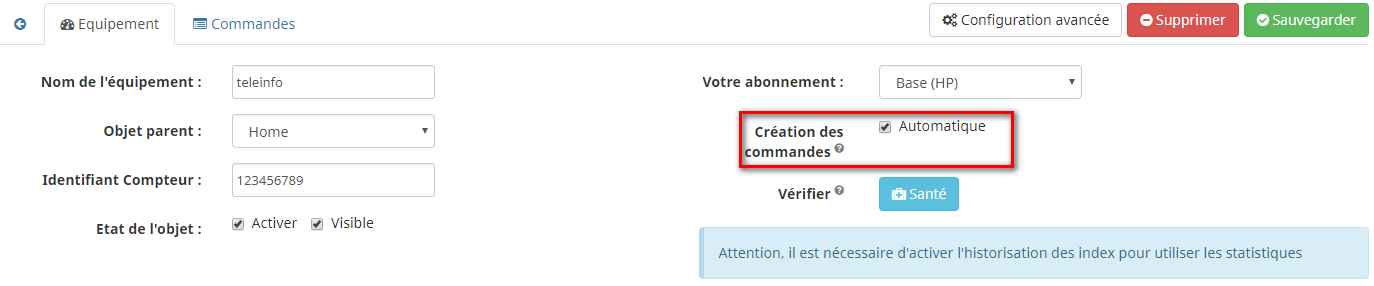 Equipement
Commandes
Configuration avancée
Supprimer
Sauvegarder
Nom de l'équipement :
teleinfo
Objet parent :
Home
Identifiant Compteur :
123456789
Etat de l'objet :
Activer
Visible
Votre abonnement :
Base (HP)
Création des
commandes
Automatique
Vérifier
Santé
Attention, il est nécessaire d'activer l'historisation des index pour utiliser les statistiques